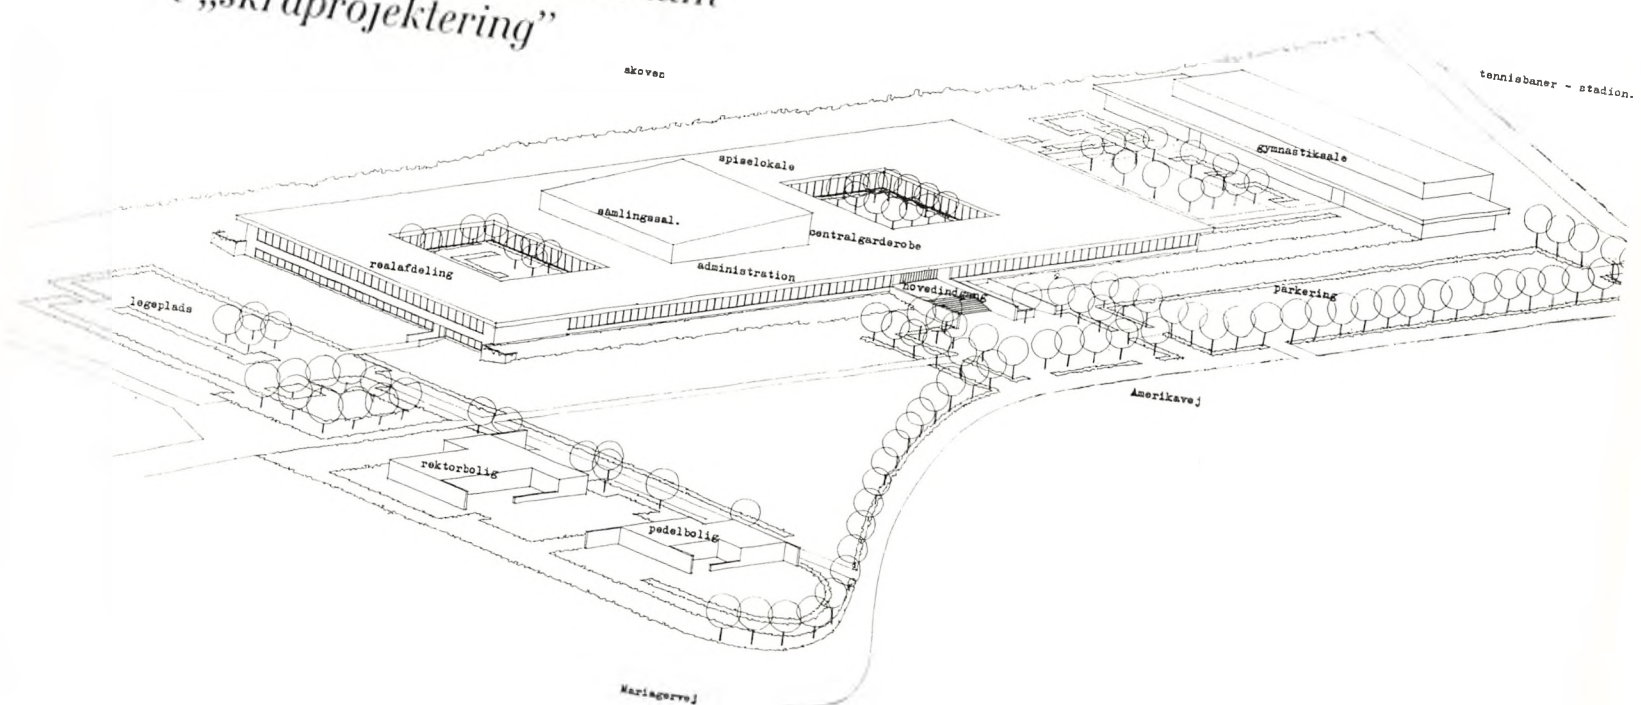 „skråprojektering”
skoven
tennisbaner - stadion.
gymnastiksale
spiselokale
samlingssal.
centralgarderobe
realafdeling
administration
hovedindgang
parkering
legeplads
Amerikavej
rektorbolig
pedelbolig
Mariagervej